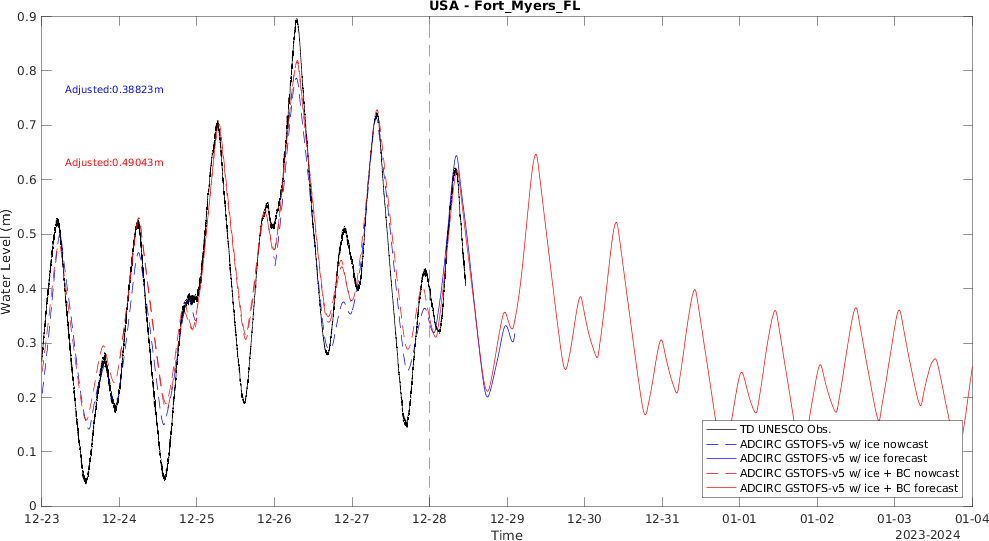 USA - Fort_Myers_FL
0.9
0.8
0.7
0.6
0.5
0.4
0.3
0.2
0.1
0
Water Level (m)
Adjusted:0.38823m
Adjusted:0.49043m
TD UNESCO Obs.
ADCIRC GSTOFS-v5 w/ ice nowcast
ADCIRC GSTOFS-v5 w/ ice forecast
ADCIRC GSTOFS-v5 w/ ice + BC nowcast
ADCIRC GSTOFS-v5 w/ ice + BC forecast
12-23 12-24 12-25 12-26 12-27 12-28 12-29 12-30 12-31 01-01 01-02 01-03 01-04
Time
2023-2024